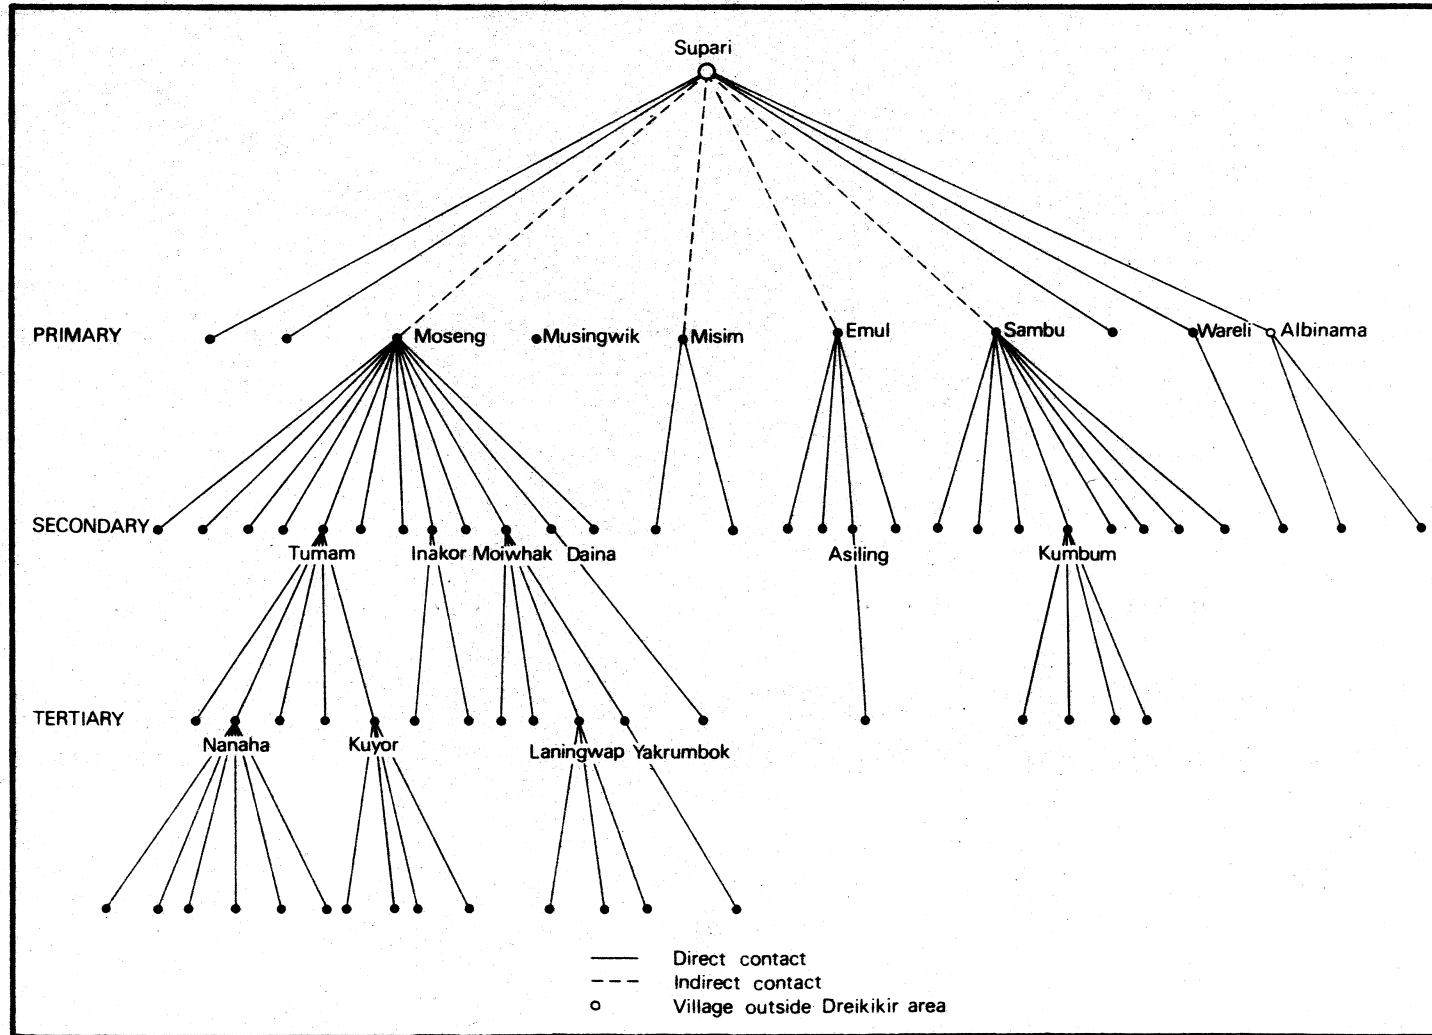 Supari
PRIMARY Moseng Musingwik Misim Emul Sambu Wareli Albinama
SECONDARY
Tumam Inakor Moiwhak Daina Asiling Kumbum
TERTIARY
Nanaha Kuyor Laningwap Yakrumbok
Direct contact
Indirect contact
Village outside Dreikikir area